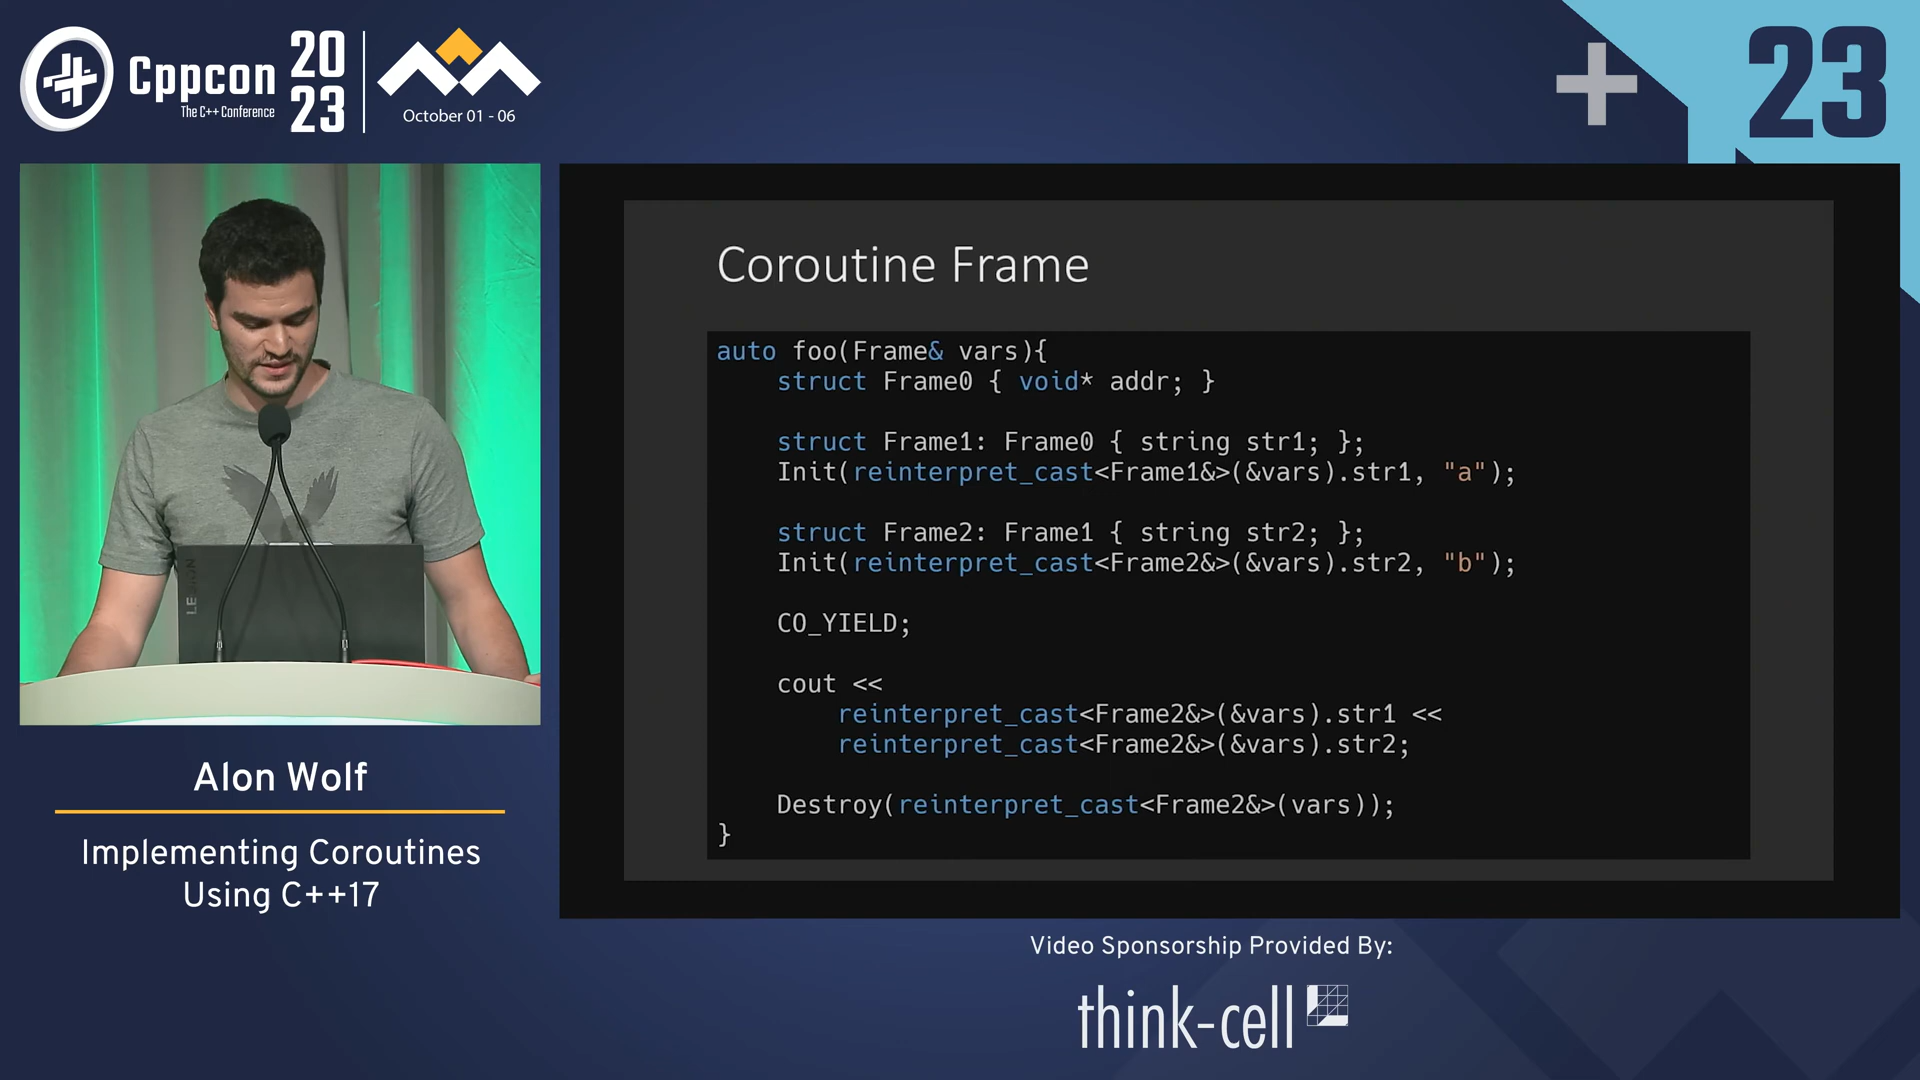 Cppcon
The C++ Conference
20
23
October 01 - 06
23
LEGION
Coroutine Frame
auto foo(Frame& vars){
struct Frame0 { void* addr; }
struct Frame1: Frame0 { string str1; };
Init(reinterpret_cast<Frame1&>(&vars).str1, "a");
struct Frame2: Frame1 { string str2; };
Init(reinterpret_cast<Frame2&>(&vars).str2, "b");
CO_YIELD;
cout <<
reinterpret_cast<Frame2&>(&vars).str1 <<
reinterpret_cast<Frame2&>(&vars).str2;
Destroy(reinterpret_cast<Frame2&>(vars));
}
Alon Wolf
Implementing Coroutines
Using C++17
Video Sponsorship Provided By:
think-cell